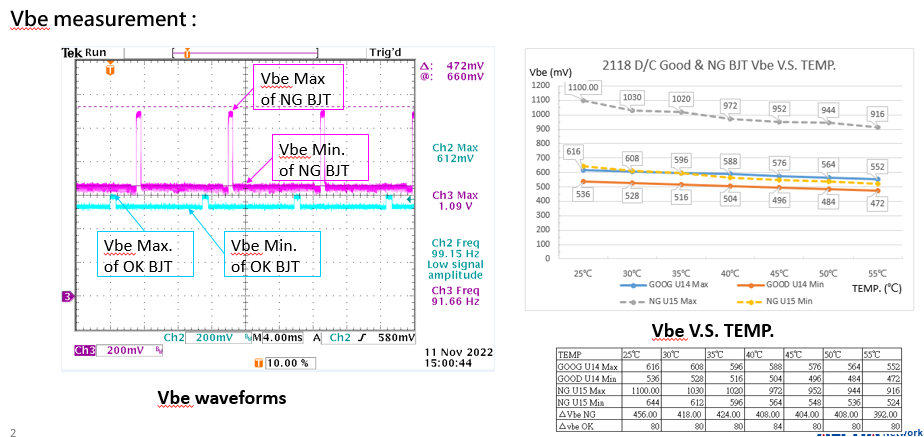 Vbe measurement :
Tek Run
Trig'd
T
Δ: 472mV
@: 660mV
Vbe Max
of NG BJT
Vbe Min.
of NG BJT
Ch2 Max
612mV
Ch3 Max
1.09 V
Vbe Max.
of OK BJT
Vbe Min.
of OK BJT
Ch2 Freq
99.15 Hz
Low signal
amplitude
Ch3 Freq
91.66 Hz
3
Ch2 200mV M 4.00ms A Ch2 580mV
Ch3 200mV
T 10.00 %
11 Nov 2022
15:00:44
Vbe waveforms
2118 D/C Good & NG BJT Vbe V.S. TEMP.
Vbe (mV)
1200
1100
1000
900
800
700
600
500
400
300
200
100
0
1100.00 1030 1020 972 952 944 916
616 608 596 588 576 564 552
536 528 516 504 496 484 472
25℃ 30℃ 35℃ 40℃ 45℃ 50℃ 55℃
TEMP. (℃)
GOOG U14 Max GOOD U14 Min
NG U15 Max NG U15 Min
Vbe V.S. TEMP.
TEMP 25℃ 30℃ 35℃ 40℃ 45℃ 50℃ 55℃
GOOG U14 Max 616 608 596 588 576 564 552
GOOD U14 Min 536 528 516 504 496 484 472
NG U15 Max 1100.00 1030 1020 972 952 944 916
NG U15 Min 644 612 596 564 548 536 524
△Vbe NG 456.00 418.00 424.00 408.00 404.00 408.00 392.00
△vbe OK 80 80 80 84 80 80 80
2